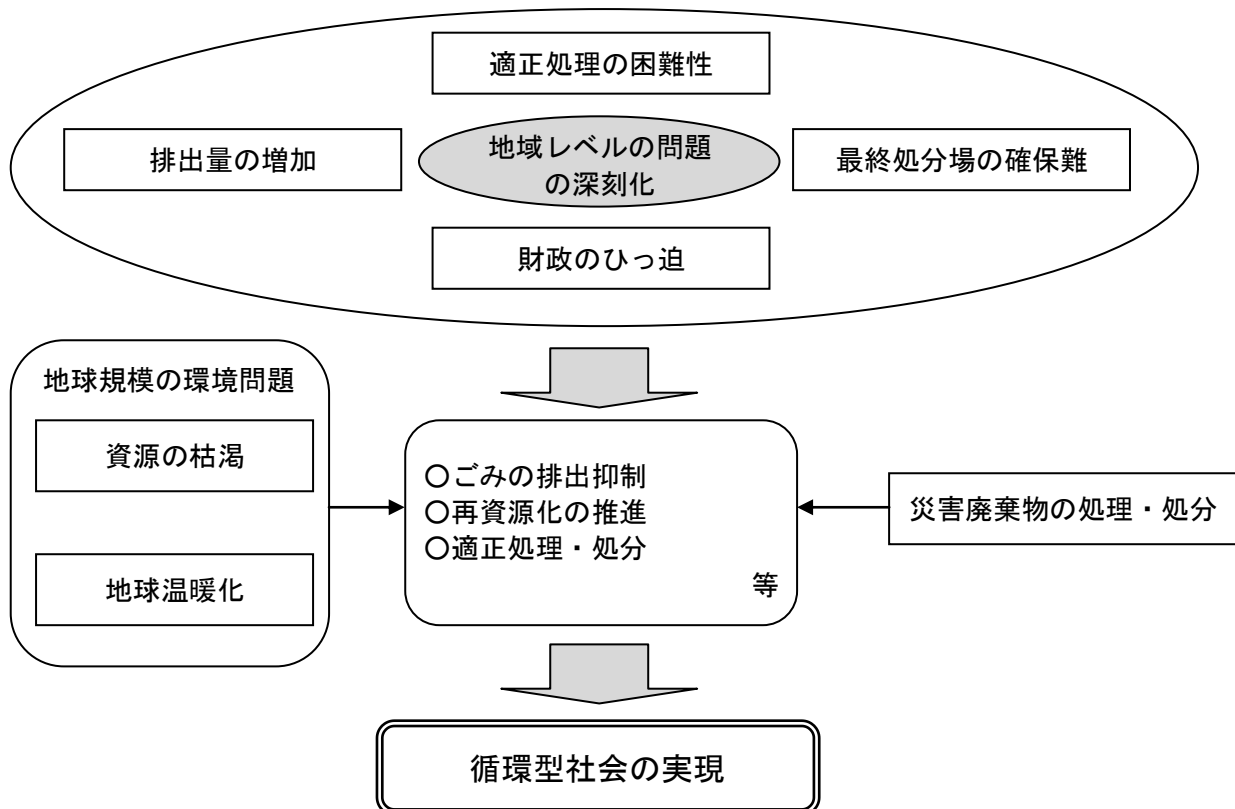 適正処理の困難性
排出量の増加
地域レベルの問題
の深刻化
最終処分場の確保難
財政のひっ迫
地球規模の環境問題
資源の枯渇
地球温暖化
○ごみの排出抑制
○再資源化の推進
○適正処理・処分
等
災害廃棄物の処理・処分
循環型社会の実現